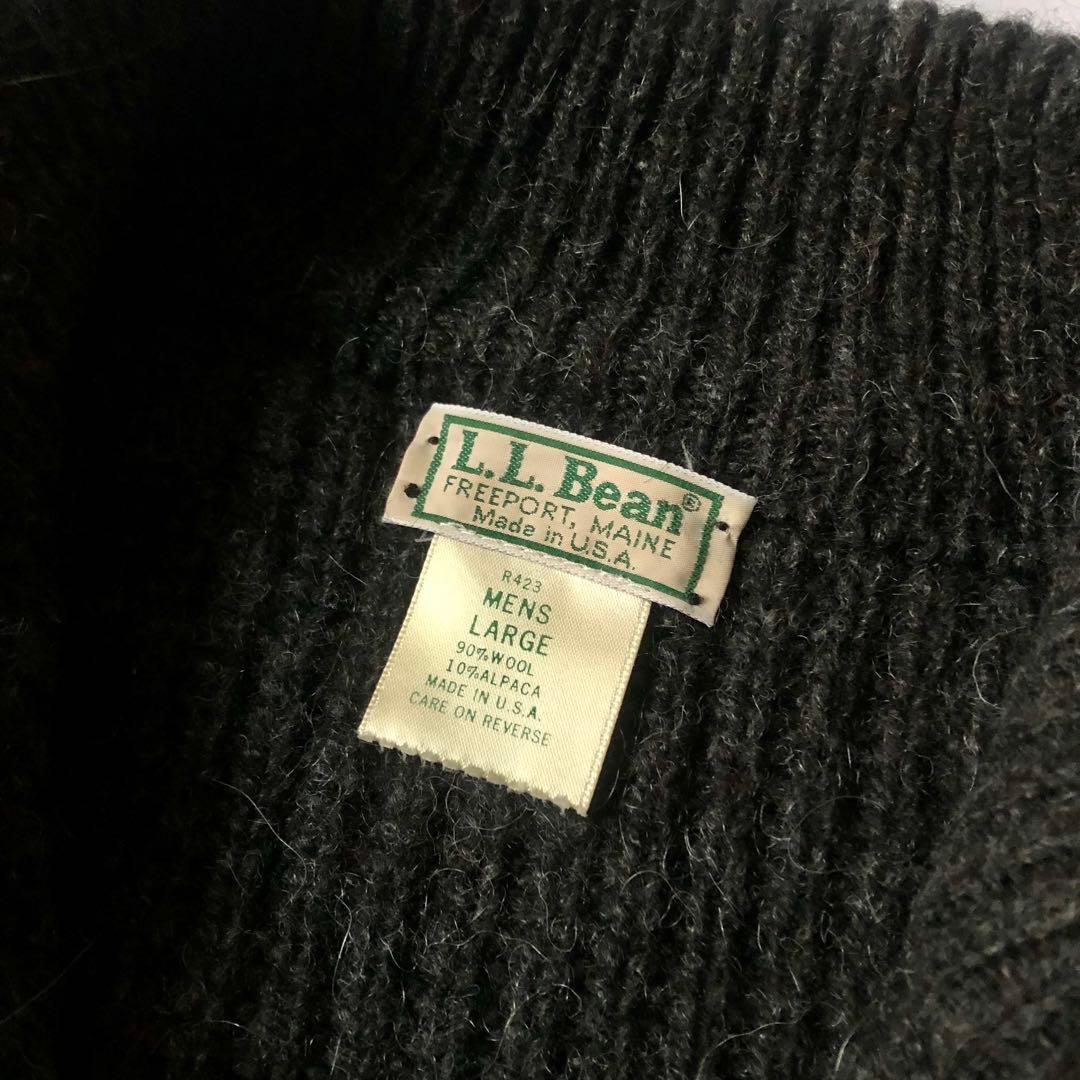 L.L.Bean®
FREEPORT, MAINE
Made in U.S.A.
R423
MENS
LARGE
90%WOOL
10%ALPACA
MADE IN U.S.A.
CARE ON REVERSE